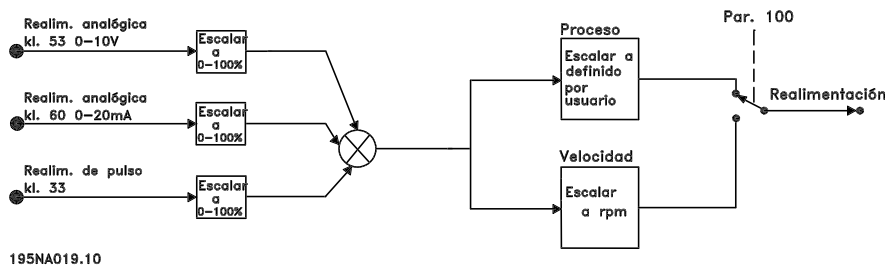 Realim. analógica
kl. 53 0-10V
Escalar
a
0-100%
Realim. analógica
kl. 60 0-20mA
Escalar
a
0-100%
Realim. de pulso
kl. 33
Escalar
a
0-100%
Proceso
Escalar a
definido
por
usuario
Velocidad
Escalar
a rpm
Par. 100
Realimentación
195NA019.10